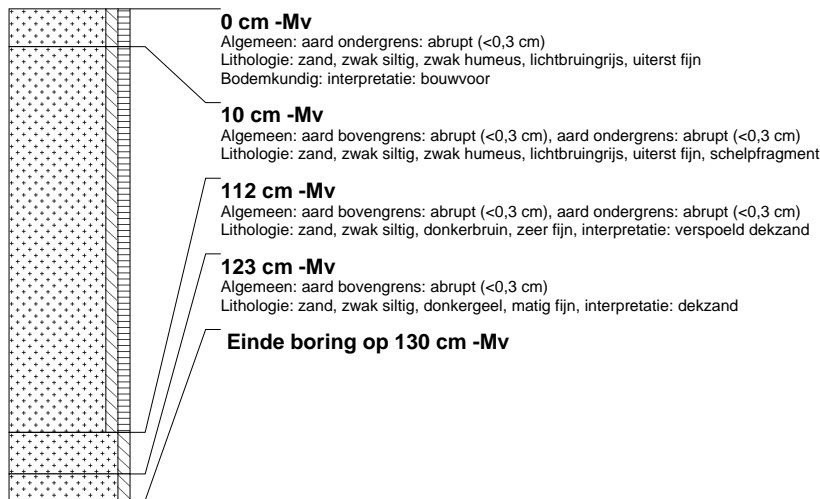 0 cm -Mv
Algemeen: aard ondergrens: abrupt (<0,3 cm)
Lithologie: zand, zwak siltig, zwak humeus, lichtbruingrijs, uiterst fijn
Bodemkundig: interpretatie: bouwvoor
10 cm -Mv
Algemeen: aard bovengrens: abrupt (<0,3 cm), aard ondergrens: abrupt (<0,3 cm)
Lithologie: zand, zwak siltig, zwak humeus, lichtbruingrijs, uiterst fijn, schelpfragment
112 cm -Mv
Algemeen: aard bovengrens: abrupt (<0,3 cm), aard ondergrens: abrupt (<0,3 cm)
Lithologie: zand, zwak siltig, donkerbruin, zeer fijn, interpretatie: verspoeld dekzand
123 cm -Mv
Algemeen: aard bovengrens: abrupt (<0,3 cm)
Lithologie: zand, zwak siltig, donkergeel, matig fijn, interpretatie: dekzand
Einde boring op 130 cm -Mv